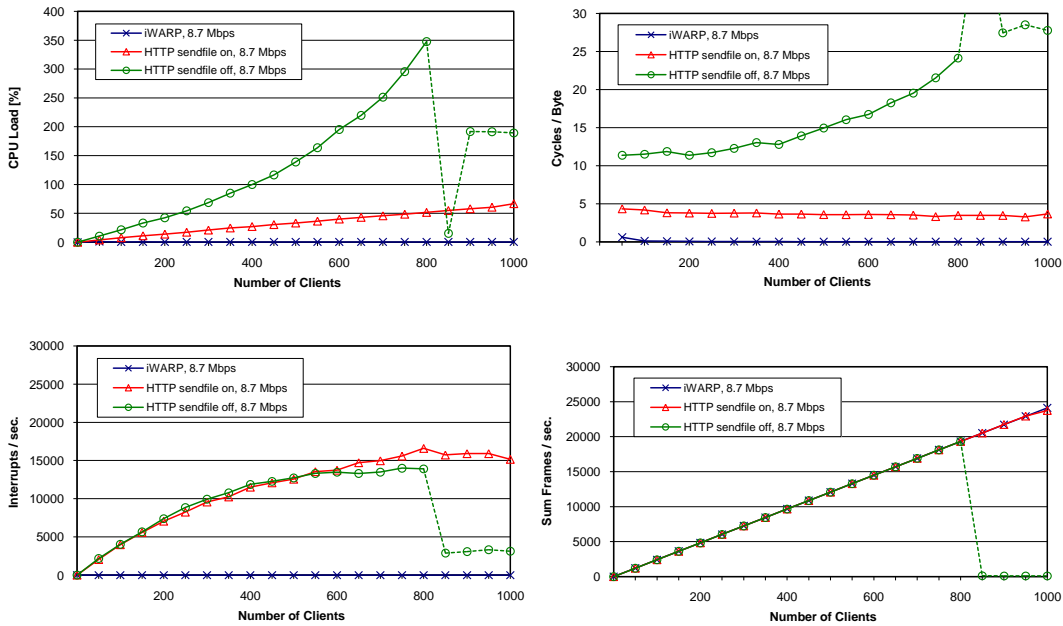 400
350
300
250
200
150
100
50
0
CPU Load [%]
iWARP, 8.7 Mbps
HTTP sendfile on, 8.7 Mbps
HTTP sendfile off, 8.7 Mbps
200 400 600 800 1000
Number of Clients
30
25
20
15
10
5
0
Cycles / Byte
iWARP, 8.7 Mbps
HTTP sendfile on, 8.7 Mbps
HTTP sendfile off, 8.7 Mbps
200 400 600 800 1000
Number of Clients
30000
25000
20000
15000
10000
5000
0
Interrupts / sec.
iWARP, 8.7 Mbps
HTTP sendfile on, 8.7 Mbps
HTTP sendfile off, 8.7 Mbps
200 400 600 800 1000
Number of Clients
30000
25000
20000
15000
10000
5000
0
Sum Frames / sec.
iWARP, 8.7 Mbps
HTTP sendfile on, 8.7 Mbps
HTTP sendfile off, 8.7 Mbps
200 400 600 800 1000
Number of Clients